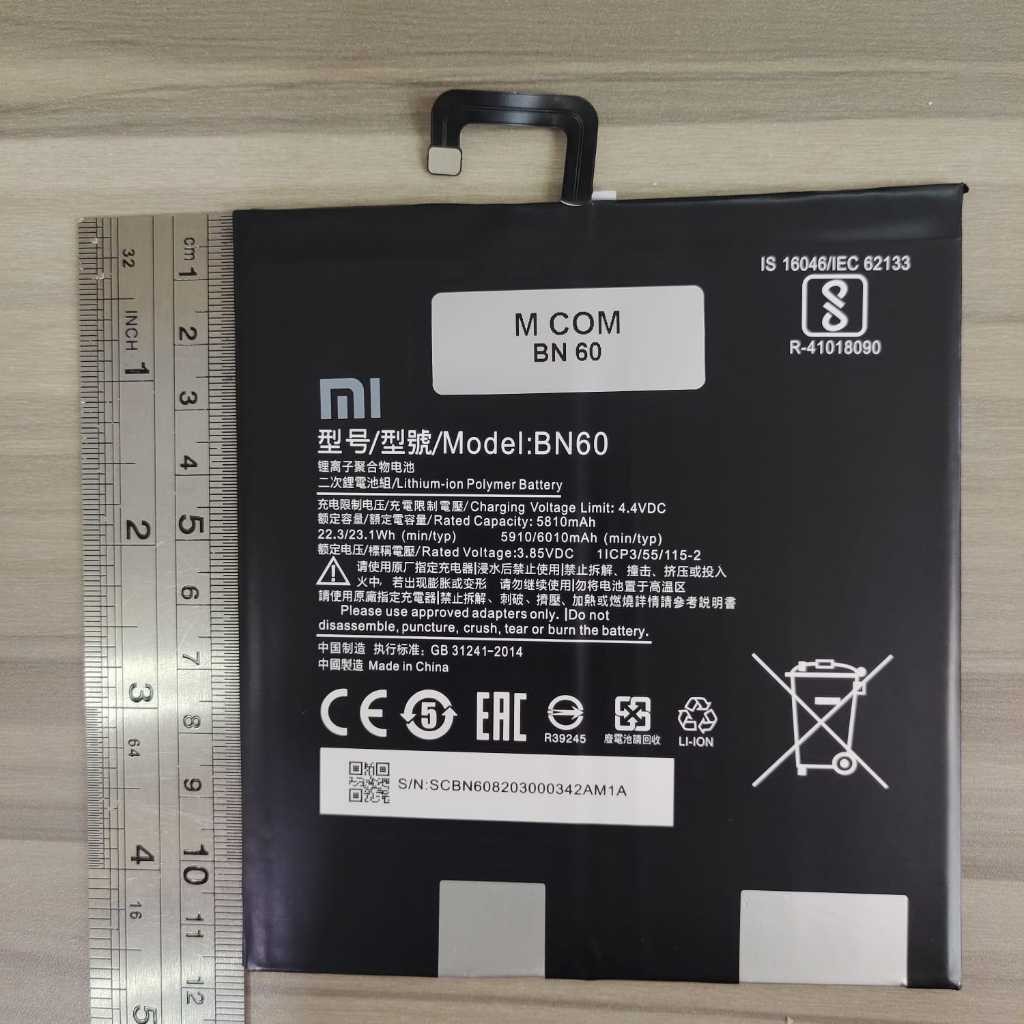 IS 16046/IEC 62133
R-41018090
M COM
BN 60
mi
型号/型號/Model:BN60
锂离子聚合物电池
二次鋰電池組/Lithium-ion Polymer Battery
充电限制电压/充電限制電壓/Charging Voltage Limit: 4.4VDC
额定容量/額定電容量/Rated Capacity: 5810mAh
22.3/23.1Wh (min/typ) 5910/6010mAh (min/typ)
额定电压/標稱電壓/Rated Voltage:3.85VDC 1ICP3/55/115-2
请使用原厂指定充电器|浸水后禁止使用|禁止拆解、撞击、挤压或投入
火中，若出现膨胀或变形 请勿继续使用|勿将电池置于高温区
請使用原廠指定充電器|禁止拆解、刺破、擠壓、加熱或燃燒詳情請參考說明書
Please use approved adapters only. |Do not
disassemble, puncture, crush, tear or burn the battery.
中国制造 执行标准: GB 31241-2014
中國製造 Made in China
CE 5 EAC
R39245 廢電池請回收 LI-ION
S/N:SCBN608203000342AM1A
cm 1 2 3 4 5 6 7 8 9 10 11 12
32 INCH 1 2 3 64 4 16 5
10